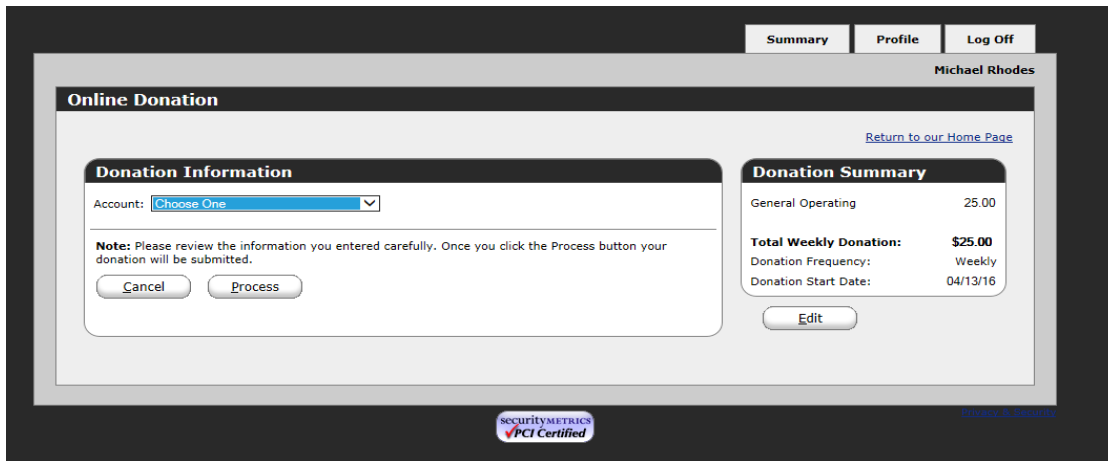 Summary Profile Log Off
Michael Rhodes
Online Donation
Return to our Home Page
Donation Information
Account: Choose One
Note: Please review the information you entered carefully. Once you click the Process button your
donation will be submitted.
Cancel Process
Donation Summary
General Operating 25.00
Total Weekly Donation: $25.00
Donation Frequency: Weekly
Donation Start Date: 04/13/16
Edit
Privacy & Security
securityMETRICS
PCI Certified